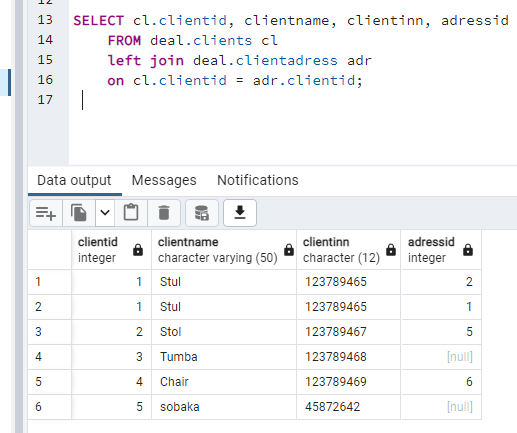 12
13 SELECT cl.clientid, clientname, clientinn, adressid
14 FROM deal.clients cl
15 left join deal.clientadress adr
16 on cl.clientid = adr.clientid;
17
Data output Messages Notifications
clientid clientname clientinn adressid
integer character varying (50) character (12) integer
1 1 Stul 123789465 2
2 1 Stul 123789465 1
3 2 Stol 123789467 5
4 3 Tumba 123789468 [null]
5 4 Chair 123789469 6
6 5 sobaka 45872642 [null]